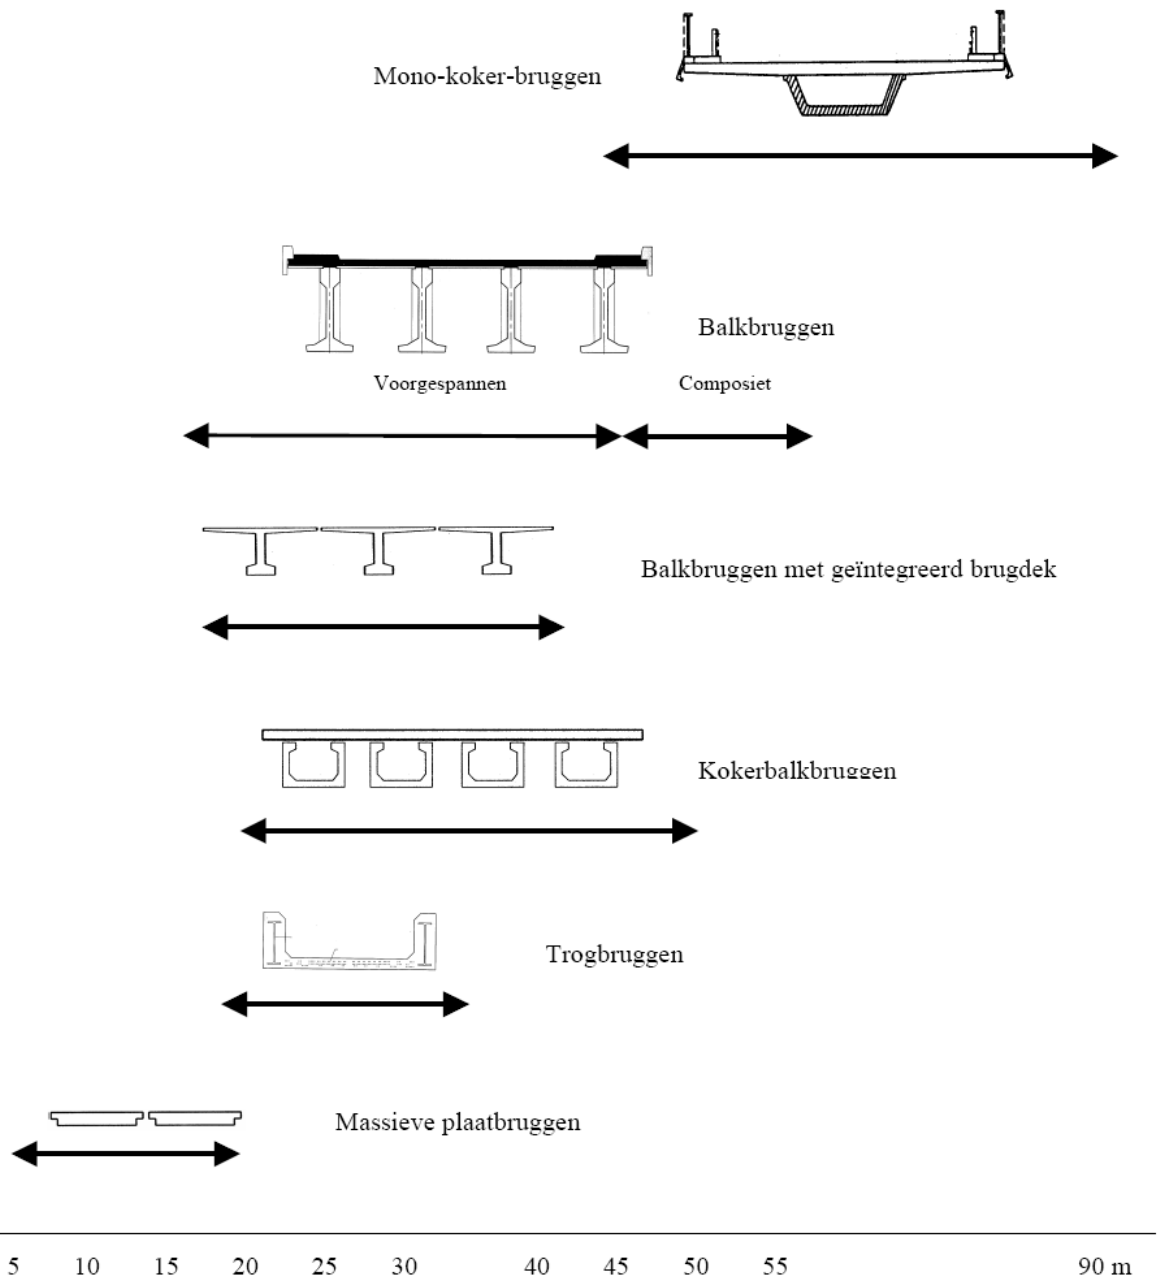 Mono-koker-bruggen
Balkbruggen
Voorgespannen Composiet
Balkbruggen met geïntegreerd brugdek
Kokerbalkbruggen
Trogbruggen
Massieve plaatbruggen
5 10 15 20 25 30 40 45 50 55 90 m